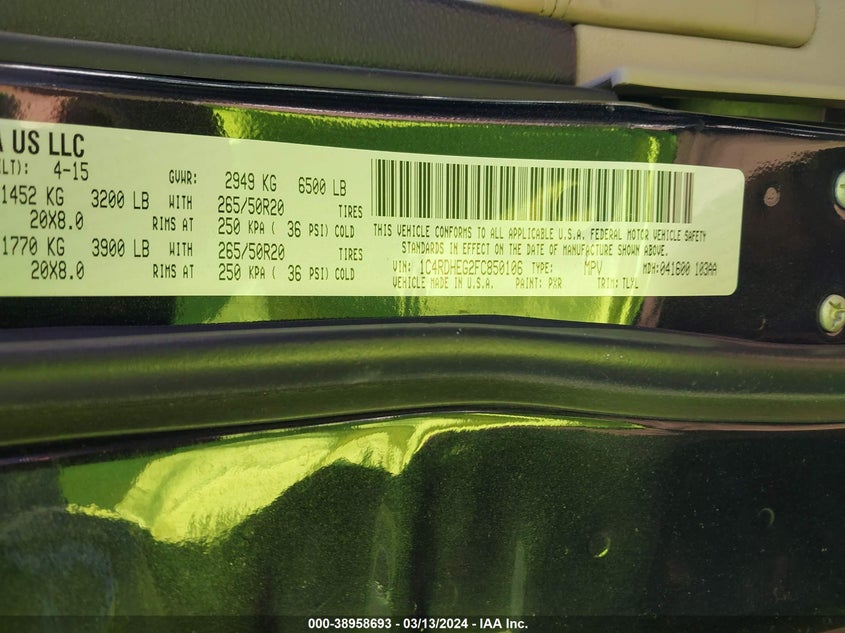 A US LLC
LT): 4-15 GVWR: 2949 KG 6500 LB
1452 KG 3200 LB WITH 265/50R20 TIRES
20X8.0 RIMS AT 250 KPA ( 36 PSI) COLD
1770 KG 3900 LB WITH 265/50R20 TIRES
20X8.0 RIMS AT 250 KPA ( 36 PSI) COLD
THIS VEHICLE CONFORMS TO ALL APPLICABLE U.S.A. FEDERAL MOTOR VEHICLE SAFETY
STANDARDS IN EFFECT ON THE DATE OF MANUFACTURE SHOWN ABOVE.
VIN: 1C4RDHEG2FC850106 TYPE: MPV MDH: 041600 103AA
VEHICLE MADE IN U.S.A. PAINT: PXR TRIM: TLXL
000-38958693 - 03/13/2024 - IAA Inc.